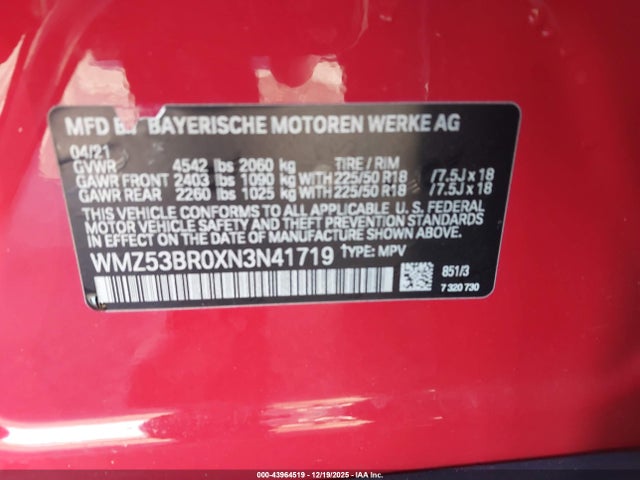 MFD BY BAYERISCHE MOTOREN WERKE AG
04/21
GVWR 4542 lbs 2060 kg TIRE / RIM
GAWR FRONT 2403 lbs 1090 kg WITH 225/50 R18 /7.5J x 18
GAWR REAR 2260 lbs 1025 kg WITH 225/50 R18 /7.5J x 18
THIS VEHICLE CONFORMS TO ALL APPLICABLE U. S. FEDERAL
MOTOR VEHICLE SAFETY AND THEFT PREVENTION STANDARDS
IN EFFECT ON THE DATE OF MANUFACTURE SHOWN ABOVE.
WMZ53BR0XN3N41719 TYPE: MPV
851/3
7 320 730
000-43964519 | 12/19/2025 - IAA Inc.